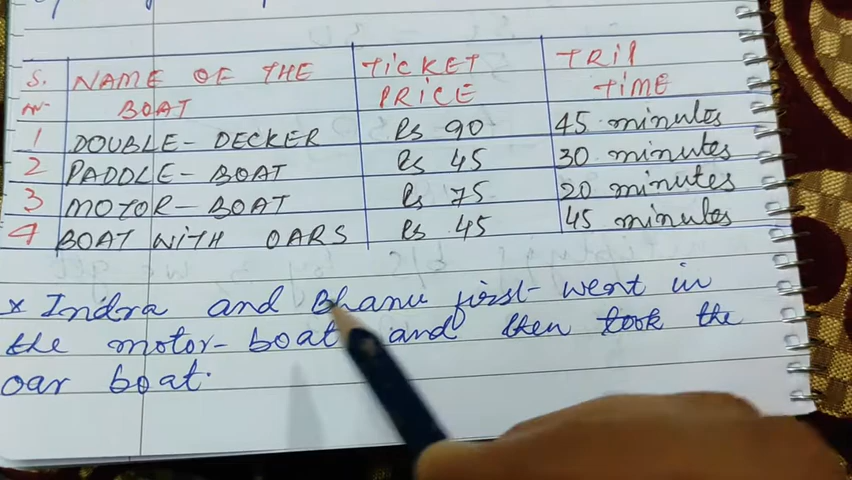 S. NAME OF THE TICKET TRIP
No. BOAT PRICE TIME
1 DOUBLE-DECKER Rs 90 45 minutes
2 PADDLE-BOAT Rs 45 30 minutes
3 MOTOR-BOAT Rs 75 20 minutes
4 BOAT WITH OARS Rs 45 45 minutes
x Indra and Bhanu first went in
the motor-boat and then took the
oar boat.